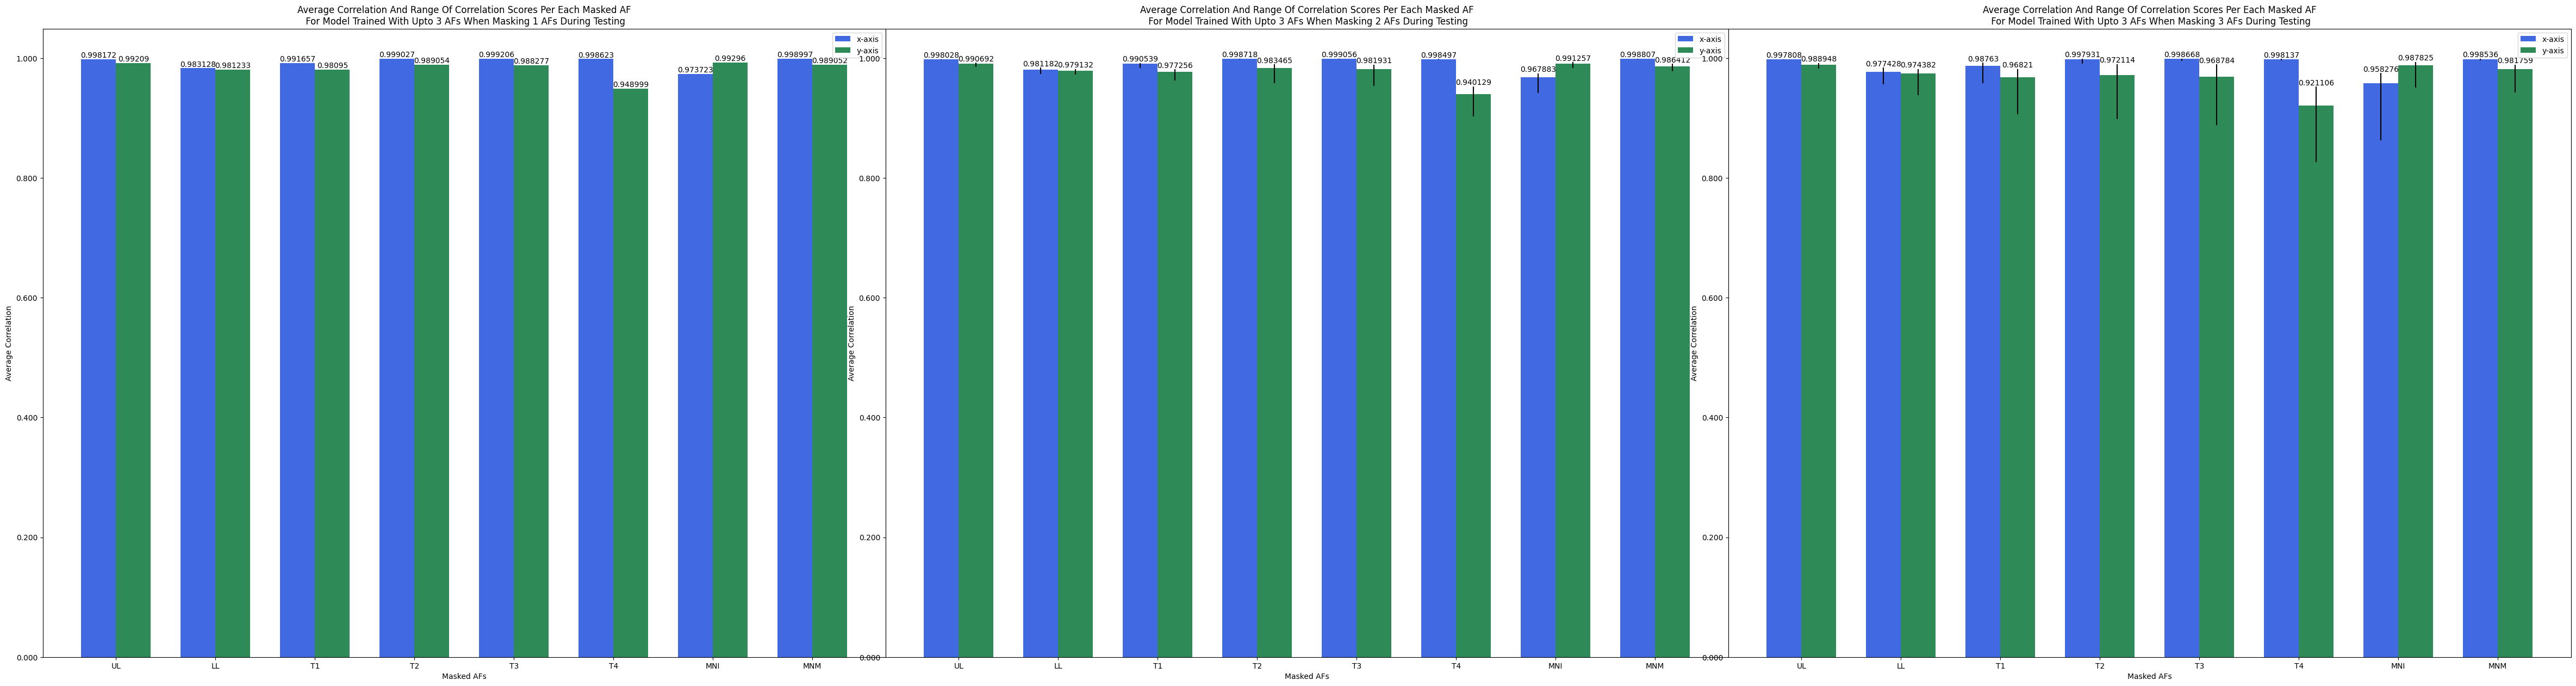 Average Correlation And Range Of Correlation Scores Per Each Masked AF
For Model Trained With Upto 3 AFs When Masking 1 AFs During Testing
x-axis
y-axis
0.998172
0.99209
0.983128
0.981233
0.991657
0.98095
0.999027
0.989054
0.999206
0.988277
0.998623
0.948999
0.973723
0.99296
0.998997
0.989052
1.000
0.800
0.600
0.400
0.200
0.000
Average Correlation
UL
LL
T1
T2
T3
T4
MNI
MNM
Masked AFs
Average Correlation And Range Of Correlation Scores Per Each Masked AF
For Model Trained With Upto 3 AFs When Masking 2 AFs During Testing
x-axis
y-axis
0.998028
0.990692
0.981182
0.979132
0.990539
0.977256
0.998718
0.983465
0.999056
0.981931
0.998497
0.940129
0.967883
0.991257
0.998807
0.986412
1.000
0.800
0.600
0.400
0.200
0.000
Average Correlation
UL
LL
T1
T2
T3
T4
MNI
MNM
Masked AFs
Average Correlation And Range Of Correlation Scores Per Each Masked AF
For Model Trained With Upto 3 AFs When Masking 3 AFs During Testing
x-axis
y-axis
0.997808
0.988948
0.977428
0.974382
0.98763
0.96821
0.997931
0.972114
0.998668
0.968784
0.998137
0.921106
0.958276
0.987825
0.998536
0.981759
1.000
0.800
0.600
0.400
0.200
0.000
Average Correlation
UL
LL
T1
T2
T3
T4
MNI
MNM
Masked AFs